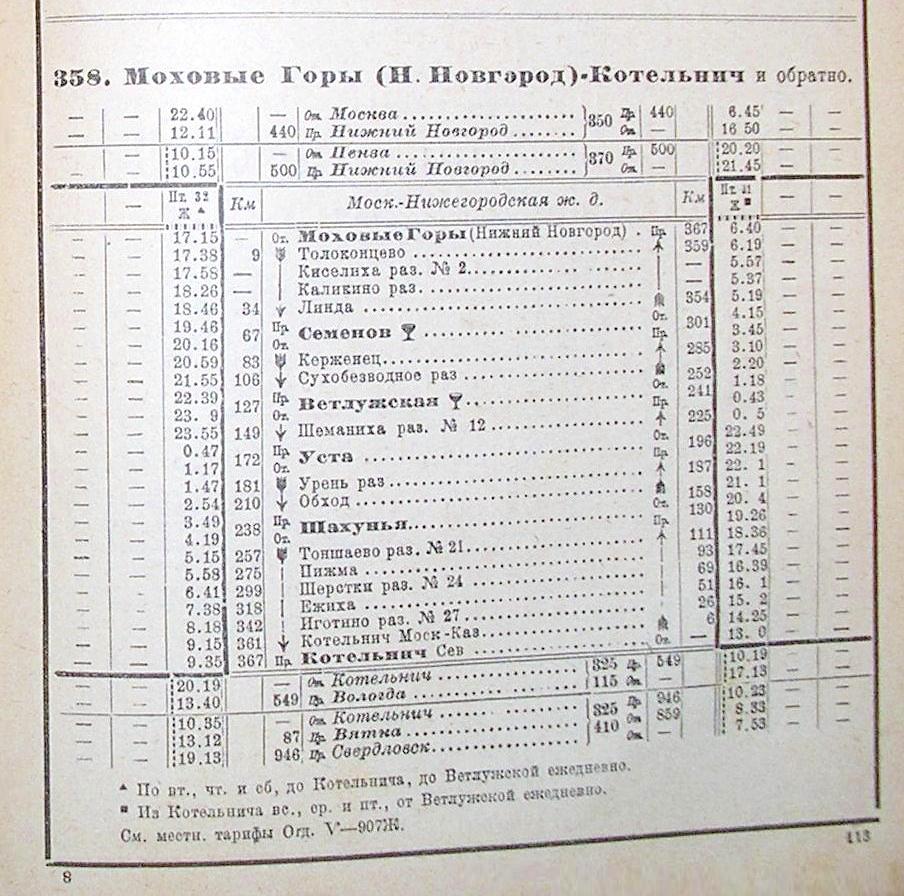 358. Моховые Горы (Н. Новгород)-Котельнич и обратно.
— — 22.40 — От. Москва 350 Пр. 440 6.45 — —
— — 12.11 440 Пр. Нижний Новгород От. — 16 50 — —
— — 10.15 — От. Пенза 370 Пр. 500 20.20 — —
— — 10.55 500 Пр. Нижний Новгород От. — 21.45 — —
— — Пт. 32 Ж ▲ Км Моск.-Нижегородская ж. д. Км Пт. 31 Ж ■ — —
— — 17.15 — От. Моховые Горы (Нижний Новгород) Пр. 367 6.40 — —
— — 17.38 9 Толоконцево 359 6.19 — —
— — 17.58 — Киселиха раз. № 2 — 5.57 — —
— — 18.26 — Каликино раз. — 5.37 — —
— — 18.46 34 Линда 354 5.19 — —
— — 19.46 67 Пр. Семенов От. 301 4.15 — —
— — 20.16 От. Пр. 3.45 — —
— — 20.59 83 Керженец 285 3.10 — —
— — 21.55 106 Сухобезводное раз 252 2.20 — —
— — 22.39 127 Пр. Ветлужская От. 241 1.18 — —
— — 23. 9 От. Пр. 0.43 — —
— — 23.55 149 Шеманиха раз. № 12 225 0. 5 — —
— — 0.47 172 Пр. Уста От. 196 22.49 — —
— — 1.17 От. Пр. 22.19 — —
— — 1.47 181 Урень раз 187 22. 1 — —
— — 2.54 210 Обход 158 21. 1 — —
— — 3.49 238 Пр. Шахунья От. 130 20. 4 — —
— — 4.19 От. Пр. 19.26 — —
— — 5.15 257 Тоншаево раз. № 21 111 18.36 — —
— — 5.58 275 Пижма 93 17.45 — —
— — 6.41 299 Шерстки раз. № 24 69 16.39 — —
— — 7.38 318 Ежиха 51 16. 1 — —
— — 8.18 342 Иготино раз. № 27 26 15. 2 — —
— — 9.15 361 Котельнич Моск-Каз 6 14.25 — —
— — 9.35 367 Пр. Котельнич Сев От. — 13. 0 — —
— — 20.19 — От. Котельнич 325 Пр. 549 10.19 — —
— — 13.40 549 Пр. Вологда 115 От. — 17.13 — —
— — 10.35 — От. Котельнич 325 Пр. 946 10.23 — —
— — 13.12 87 Пр. Вятка 410 От. 859 8.33 — —
— — 19.13 946 Пр. Свердловск От. — 7.53 — —
▲ По вт., чт. и сб, до Котельнича, до Ветлужской ежедневно.
■ Из Котельнича вс., ср. и пт., от Ветлужской ежедневно.
См. местн. тарифы Отд. V—907Ж.
8
113